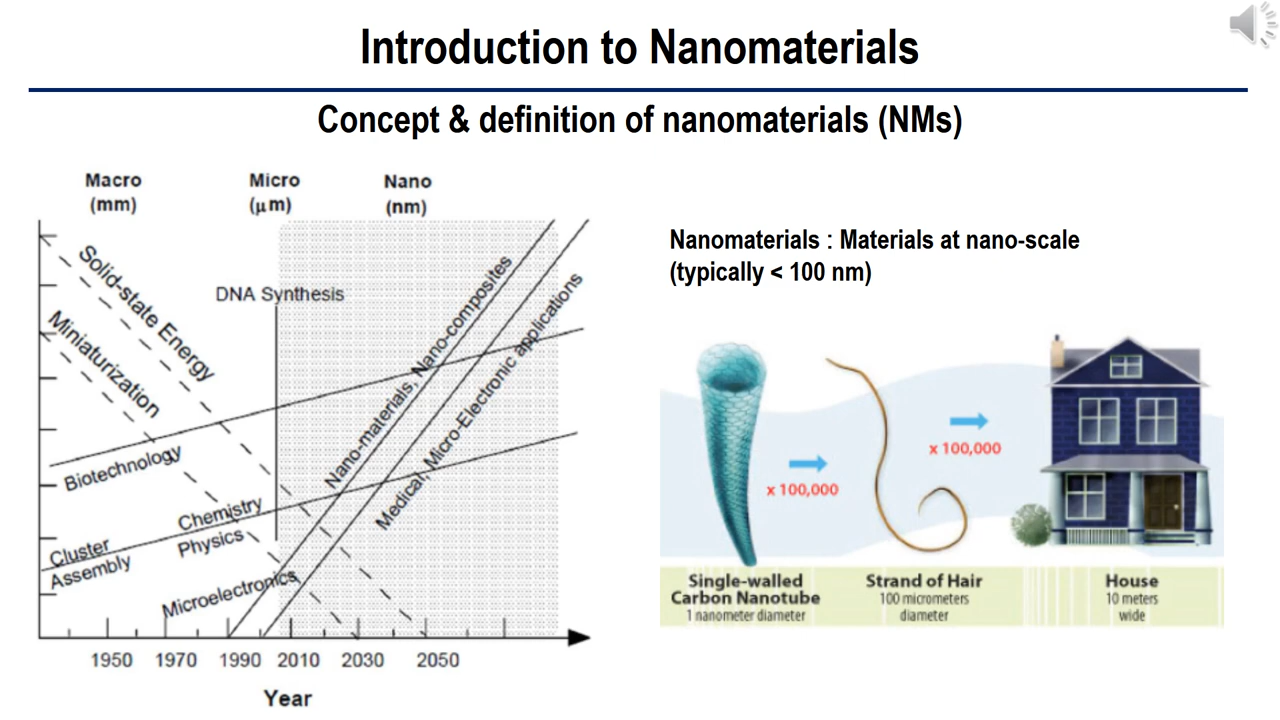 Introduction to Nanomaterials
Concept & definition of nanomaterials (NMs)
Macro
(mm)
Micro
(μm)
Nano
(nm)
Solid-state Energy
Miniaturization
DNA Synthesis
Nano-materials, Nano-composites
Medical, Micro-Electronic applications
Biotechnology
Chemistry
Physics
Cluster
Assembly
Microelectronics
1950 1970 1990 2010 2030 2050
Year
Nanomaterials : Materials at nano-scale
(typically < 100 nm)
x 100,000
x 100,000
Single-walled
Carbon Nanotube
1 nanometer diameter
Strand of Hair
100 micrometers
diameter
House
10 meters
wide